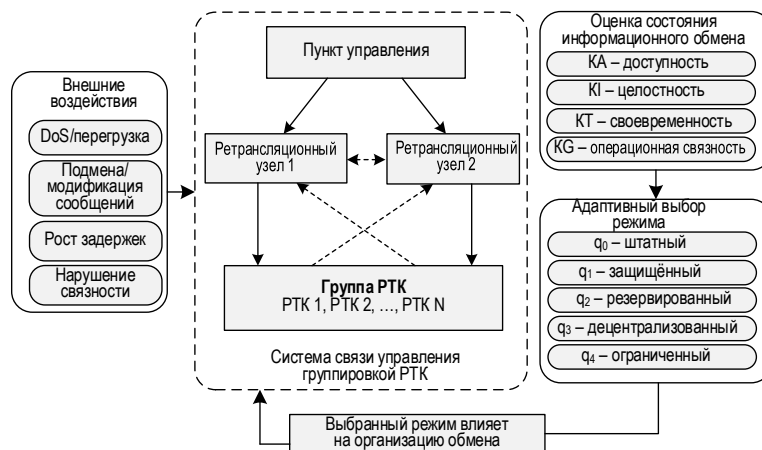 Внешние
воздействия
DoS/перегрузка
Подмена/
модификация
сообщений
Рост задержек
Нарушение
связности
Пункт управления
Ретрансляционный
узел 1
Ретрансляционный
узел 2
Группа РТК
РТК 1, РТК 2, …, РТК N
Система связи управления
группировкой РТК
Оценка состояния
информационного обмена
КА – доступность
KI – целостность
КТ – своевременность
KG – операционная связность
Адаптивный выбор
режима
q₀ – штатный
q₁ – защищённый
q₂ – резервированный
q₃ – децентрализованный
q₄ – ограниченный
Выбранный режим влияет
на организацию обмена